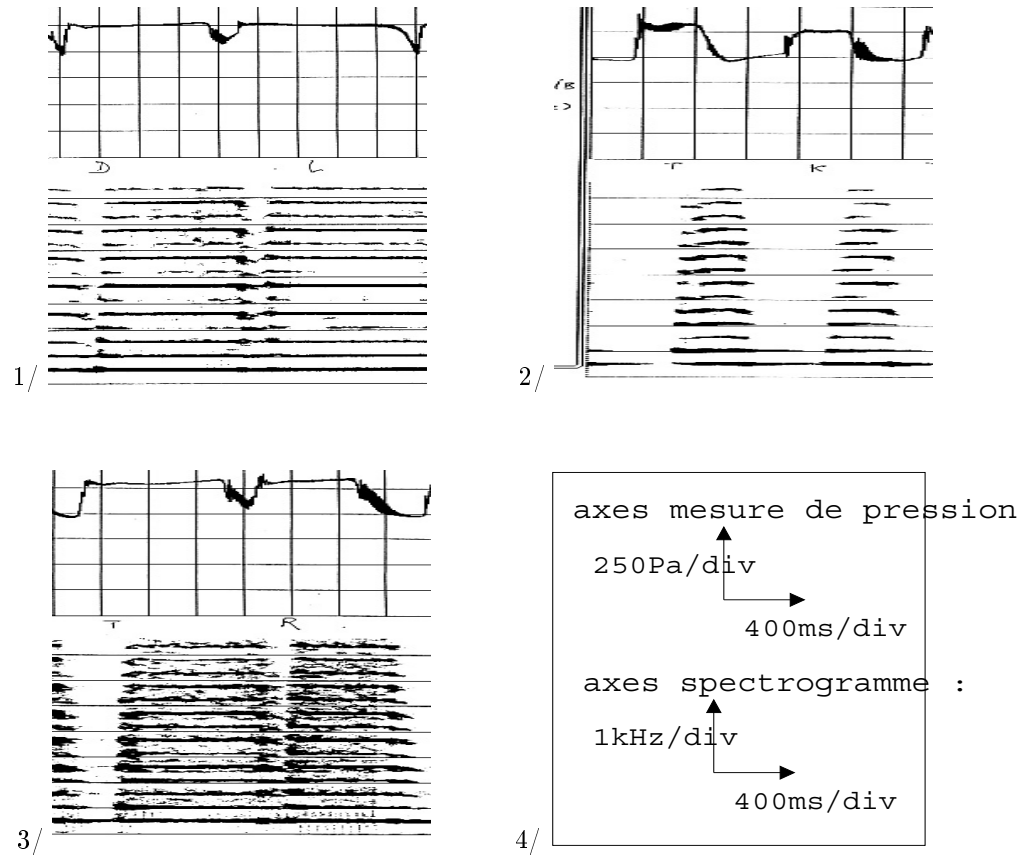 D L
1/
T K
2/
T R
3/
axes mesure de pression
250Pa/div
400ms/div
axes spectrogramme :
1kHz/div
400ms/div
4/